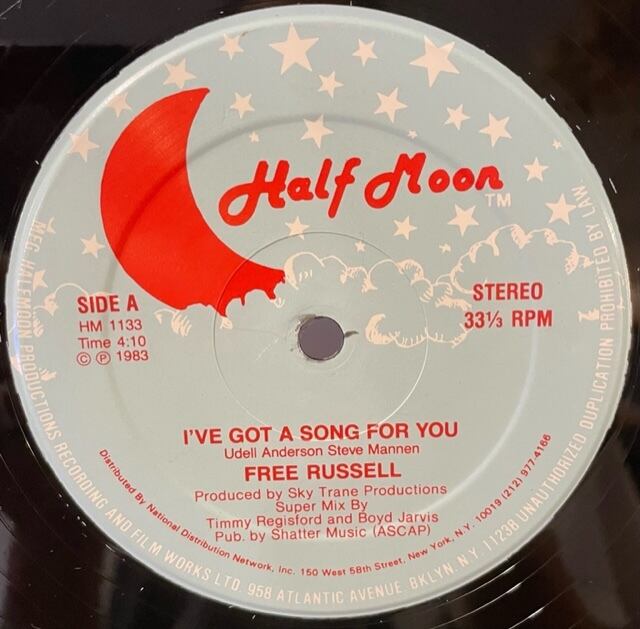 Half Moon TM
SIDE A
HM 1133
Time 4:10
© ℗ 1983
STEREO
33⅓ RPM
I'VE GOT A SONG FOR YOU
Udell Anderson Steve Mannen
FREE RUSSELL
Produced by Sky Trane Productions
Super Mix By
Timmy Regisford and Boyd Jarvis
Pub. by Shatter Music (ASCAP)
Distributed By National Distribution Network, Inc. 150 West 58th Street, New York, N.Y. 10019 (212) 977-4166
MFG. HALFMOON PRODUCTIONS RECORDING AND FILM WORKS LTD. 958 ATLANTIC AVENUE BKLYN. N.Y. 11238 UNAUTHORIZED DUPLICATION PROHIBITED BY LAW